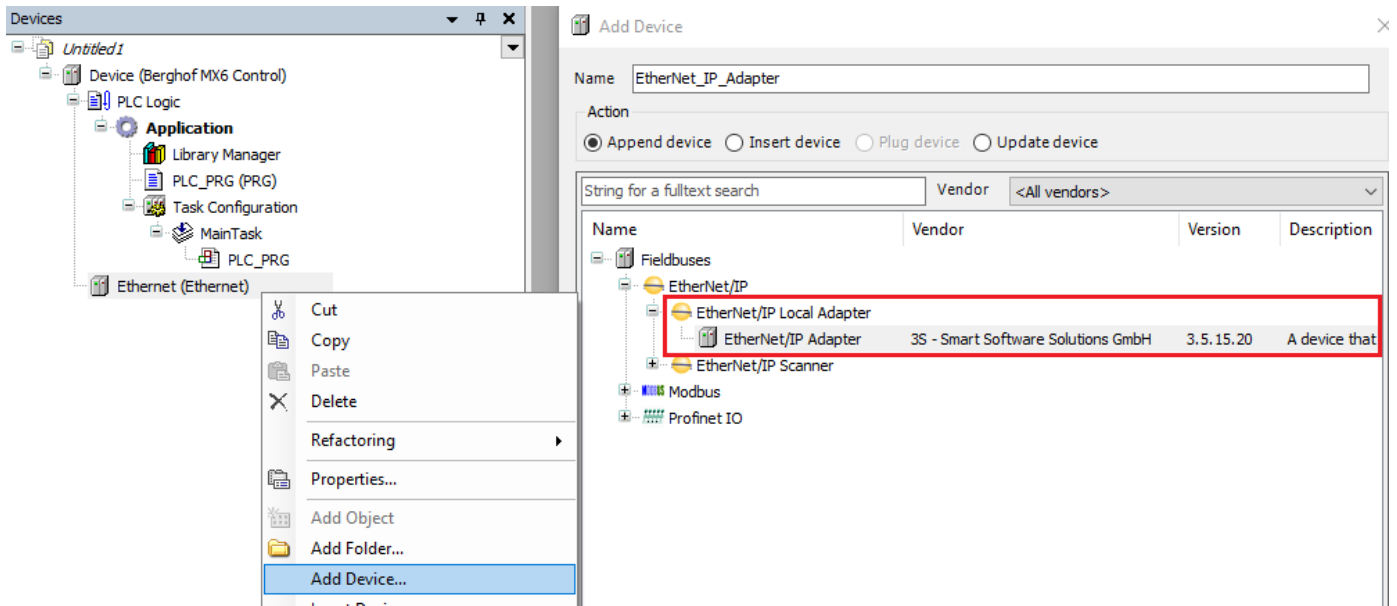 Devices
Untitled1
Device (Berghof MX6 Control)
PLC Logic
Application
Library Manager
PLC_PRG (PRG)
Task Configuration
MainTask
PLC_PRG
Ethernet (Ethernet)
Cut
Copy
Paste
Delete
Refactoring
Properties...
Add Object
Add Folder...
Add Device...
Add Device
Name EtherNet_IP_Adapter
Action
Append device Insert device Plug device Update device
String for a fulltext search Vendor <All vendors>
Name Vendor Version Description
Fieldbuses
EtherNet/IP
EtherNet/IP Local Adapter
EtherNet/IP Adapter 3S - Smart Software Solutions GmbH 3.5.15.20 A device that
EtherNet/IP Scanner
Modbus
Profinet IO